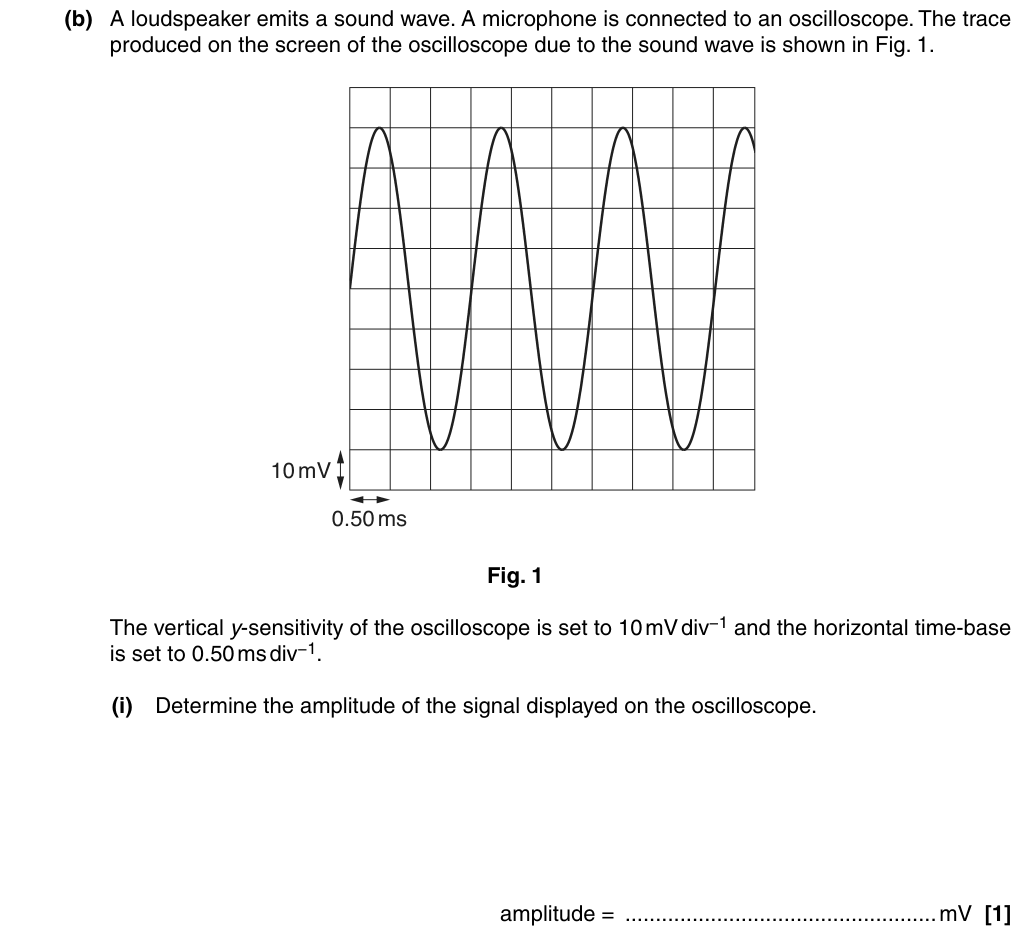 (b) A loudspeaker emits a sound wave. A microphone is connected to an oscilloscope. The trace
produced on the screen of the oscilloscope due to the sound wave is shown in Fig. 1.
10 mV
0.50 ms
Fig. 1
The vertical y-sensitivity of the oscilloscope is set to 10 mV div⁻¹ and the horizontal time-base
is set to 0.50 ms div⁻¹.
(i) Determine the amplitude of the signal displayed on the oscilloscope.
amplitude = .................................................. mV [1]